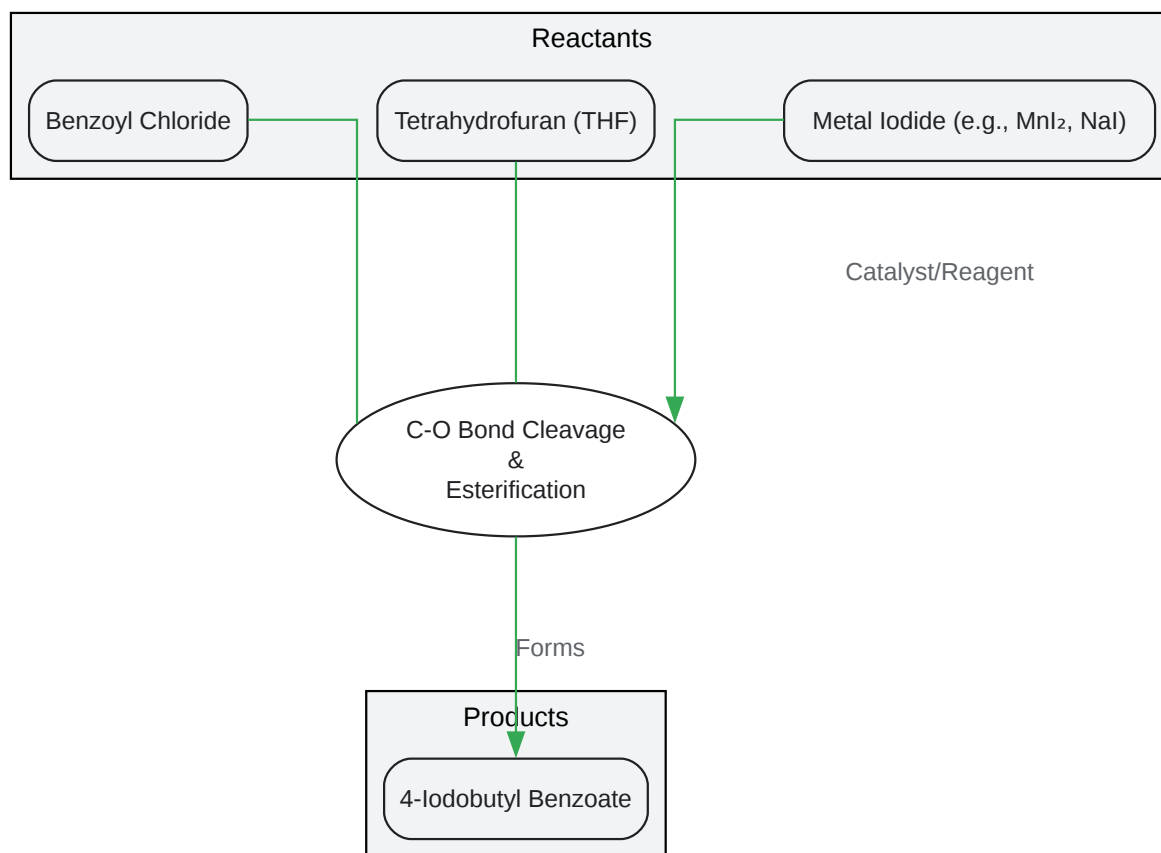 Reactants
Benzoyl Chloride
Tetrahydrofuran (THF)
Metal Iodide (e.g., MnI₂, NaI)
Catalyst/Reagent
C-O Bond Cleavage
&
Esterification
Forms
Products
4-Iodobutyl Benzoate